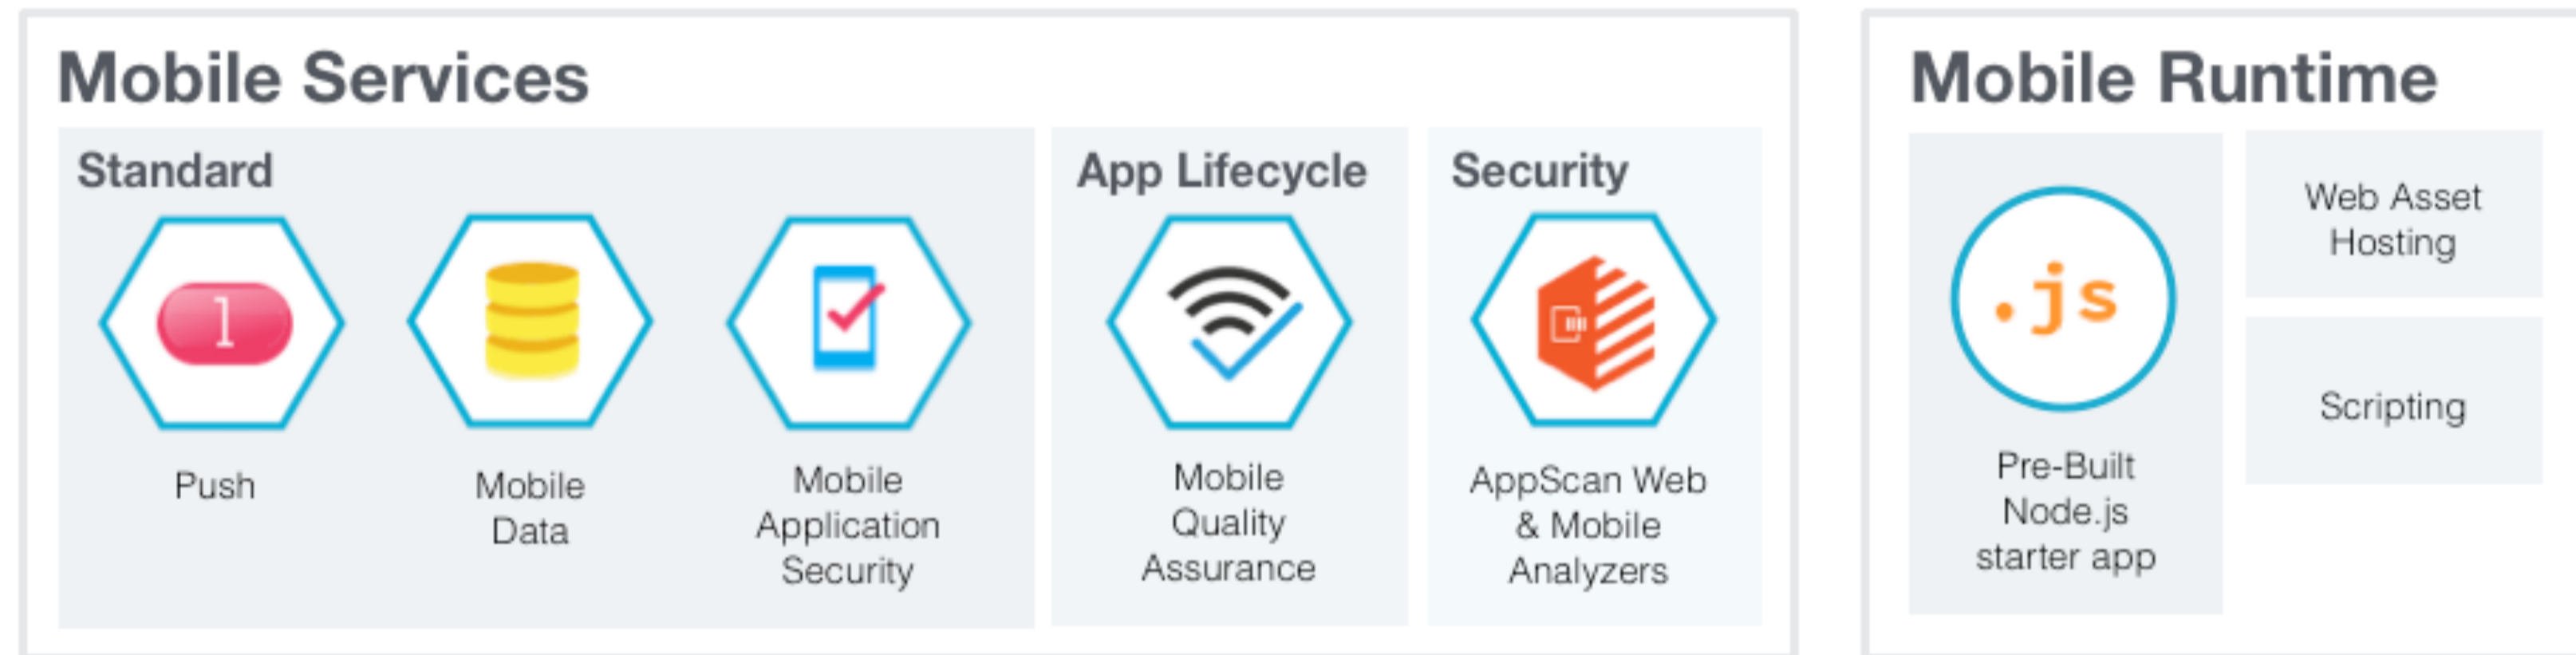 Mobile Services
Standard
1
Push
Mobile
Data
Mobile
Application
Security
App Lifecycle
Mobile
Quality
Assurance
Security
AppScan Web
& Mobile
Analyzers
Mobile Runtime
.js
Pre-Built
Node.js
starter app
Web Asset
Hosting
Scripting